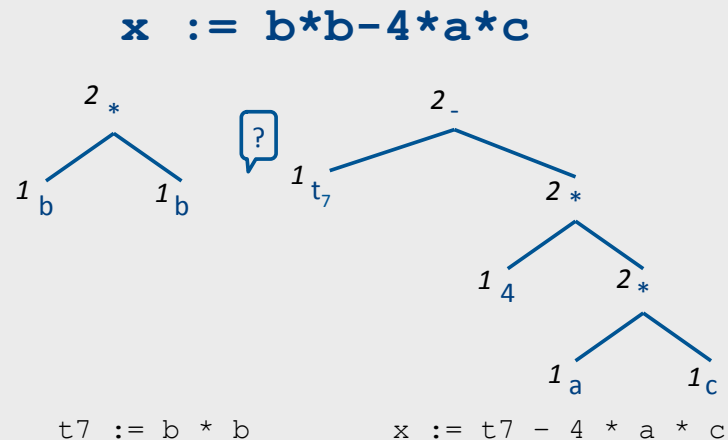 x := b*b-4*a*c
2 * 2 -
?
1 b 1 b 1 t₇ 2 *
1 4 2 *
1 a 1 c
t7 := b * b x := t7 – 4 * a * c